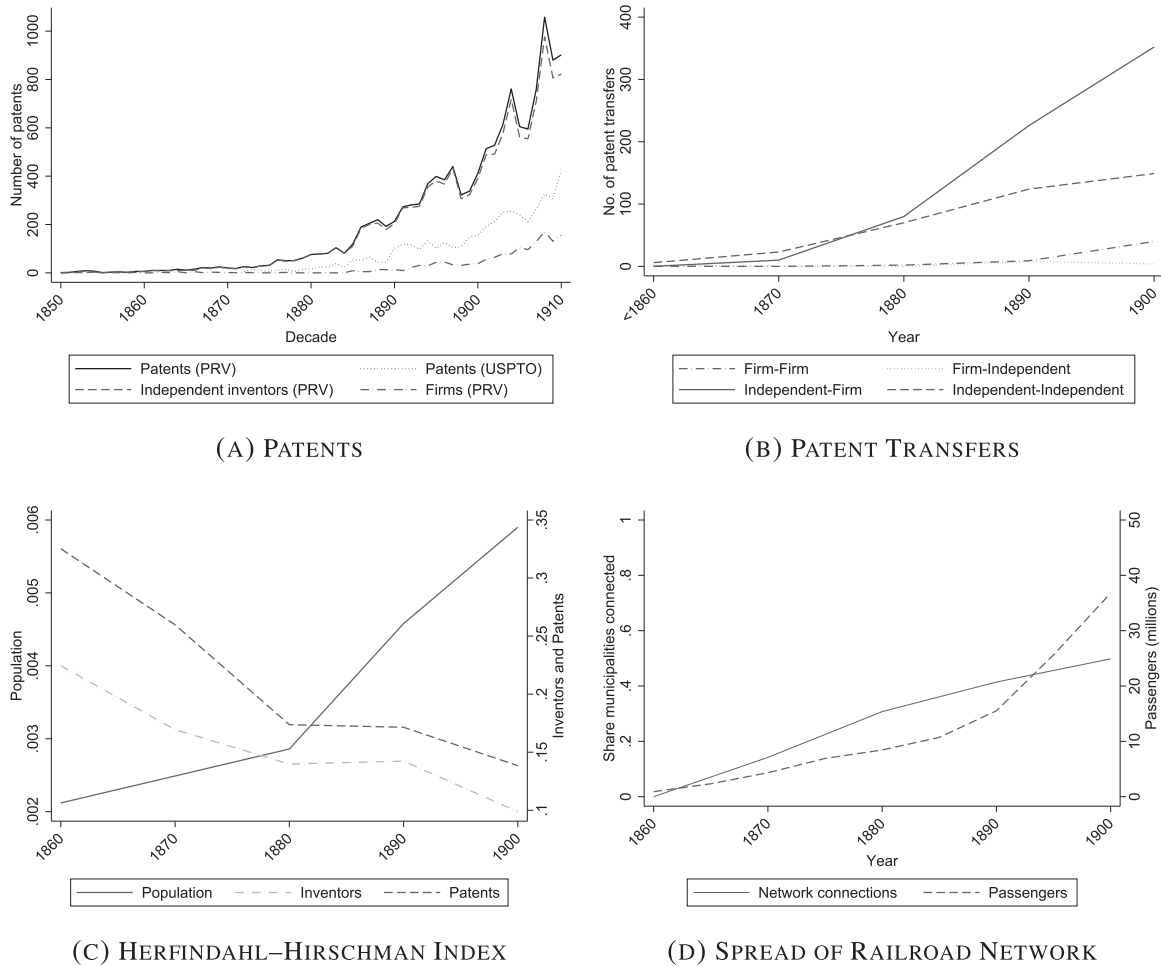 Number of patents
0 200 400 600 800 1000
1850 1860 1870 1880 1890 1900 1910
Decade
Patents (PRV) Patents (USPTO)
Independent inventors (PRV) Firms (PRV)
(A) PATENTS
No. of patent transfers
0 100 200 300 400
<1860 1870 1880 1890 1900
Year
Firm-Firm Firm-Independent
Independent-Firm Independent-Independent
(B) PATENT TRANSFERS
Population
.002 .003 .004 .005 .006
Inventors and Patents
.1 .15 .2 .25 .3 .35
1860 1870 1880 1890 1900
Population Inventors Patents
(C) HERFINDAHL–HIRSCHMAN INDEX
Share municipalities connected
0 .2 .4 .6 .8 1
Passengers (millions)
0 10 20 30 40 50
1860 1870 1880 1890 1900
Year
Network connections Passengers
(D) SPREAD OF RAILROAD NETWORK